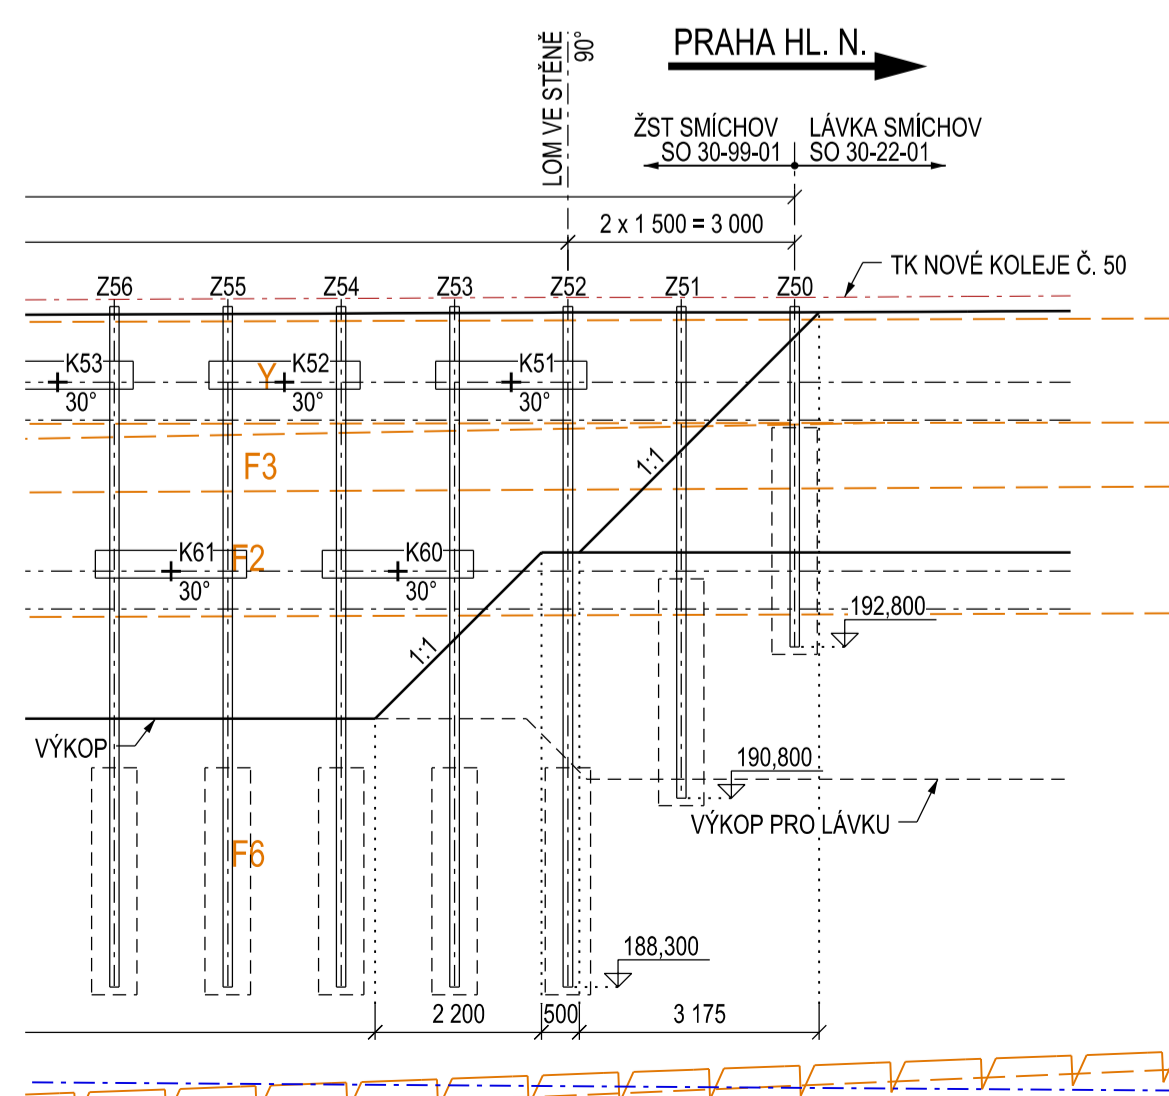 PRAHA HL. N.
LOM VE STĚNĚ
90°
ŽST SMÍCHOV
SO 30-99-01
LÁVKA SMÍCHOV
SO 30-22-01
2 x 1 500 = 3 000
TK NOVÉ KOLEJE Č. 50
Z56
Z55
Z54
Z53
Z52
Z51
Z50
K53
30°
Y
K52
30°
K51
30°
F3
1:1
K61
30°
F2
K60
30°
192,800
1:1
VÝKOP
190,800
VÝKOP PRO LÁVKU
F6
188,300
2 200
500
3 175